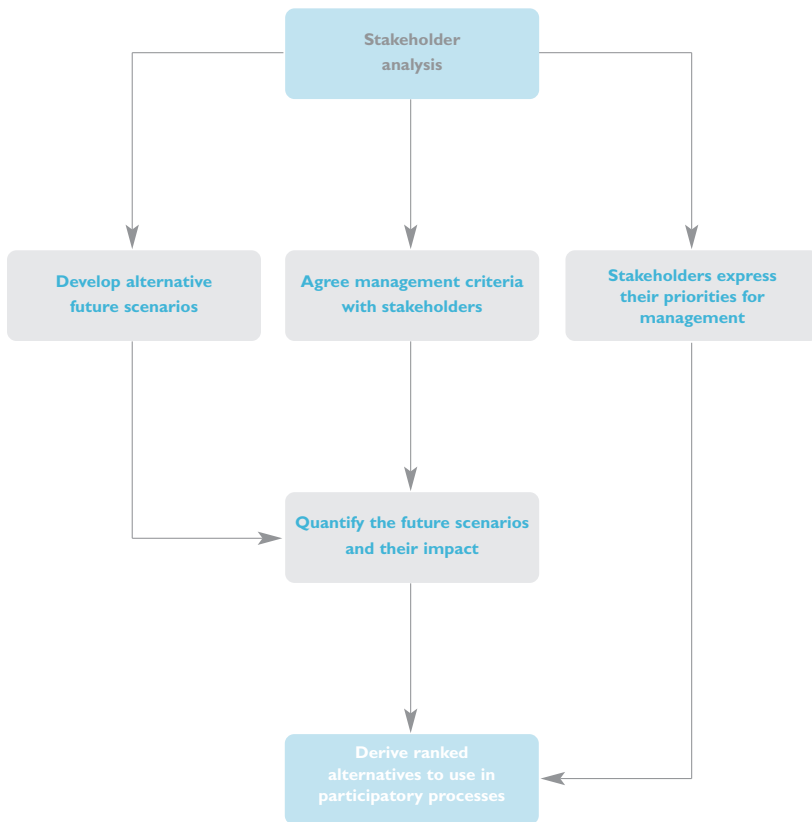 Stakeholder
analysis
Develop alternative
future scenarios
Agree management criteria
with stakeholders
Stakeholders express
their priorities for
management
Quantify the future scenarios
and their impact
Derive ranked
alternatives to use in
participatory processes